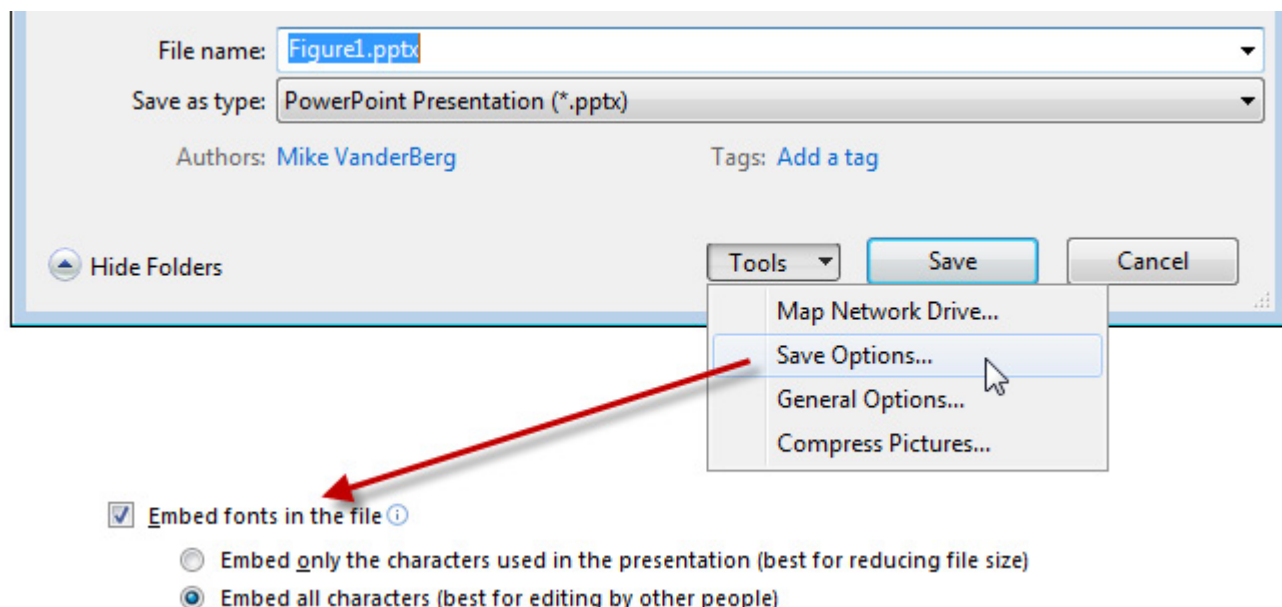 File name: Figure1.pptx
Save as type: PowerPoint Presentation (*.pptx)
Authors: Mike VanderBerg Tags: Add a tag
Hide Folders Tools Save Cancel
Map Network Drive...
Save Options...
General Options...
Compress Pictures...
Embed fonts in the file
Embed only the characters used in the presentation (best for reducing file size)
Embed all characters (best for editing by other people)